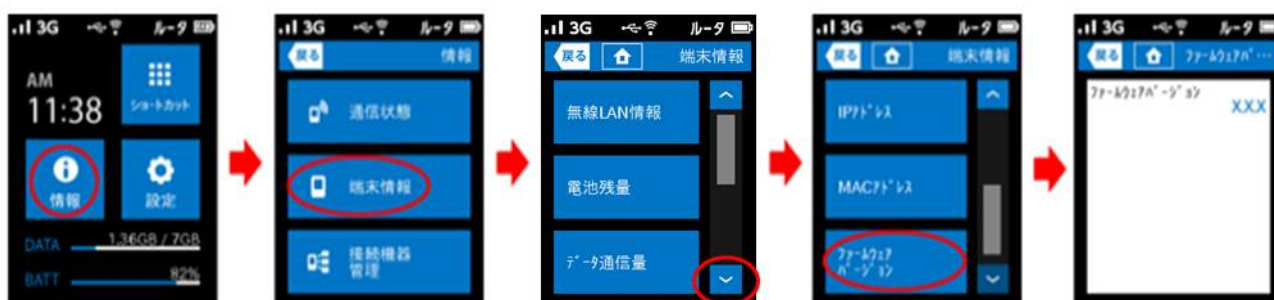 3G ルータ
AM
11:38
ショートカット
情報
設定
DATA 1.36GB / 7GB
BATT 82%
3G ルータ
戻る 情報
通信状態
端末情報
接続機器
管理
3G ルータ
戻る 端末情報
無線LAN情報
電池残量
ﾃﾞｰﾀ通信量
3G ルータ
戻る 端末情報
IPｱﾄﾞﾚｽ
MACｱﾄﾞﾚｽ
ﾌｧｰﾑｳｪｱ
ﾊﾞｰｼﾞｮﾝ
3G ルータ
戻る ﾌｧｰﾑｳｪｱﾊﾞ…
ﾌｧｰﾑｳｪｱﾊﾞｰｼﾞｮﾝ
XXX